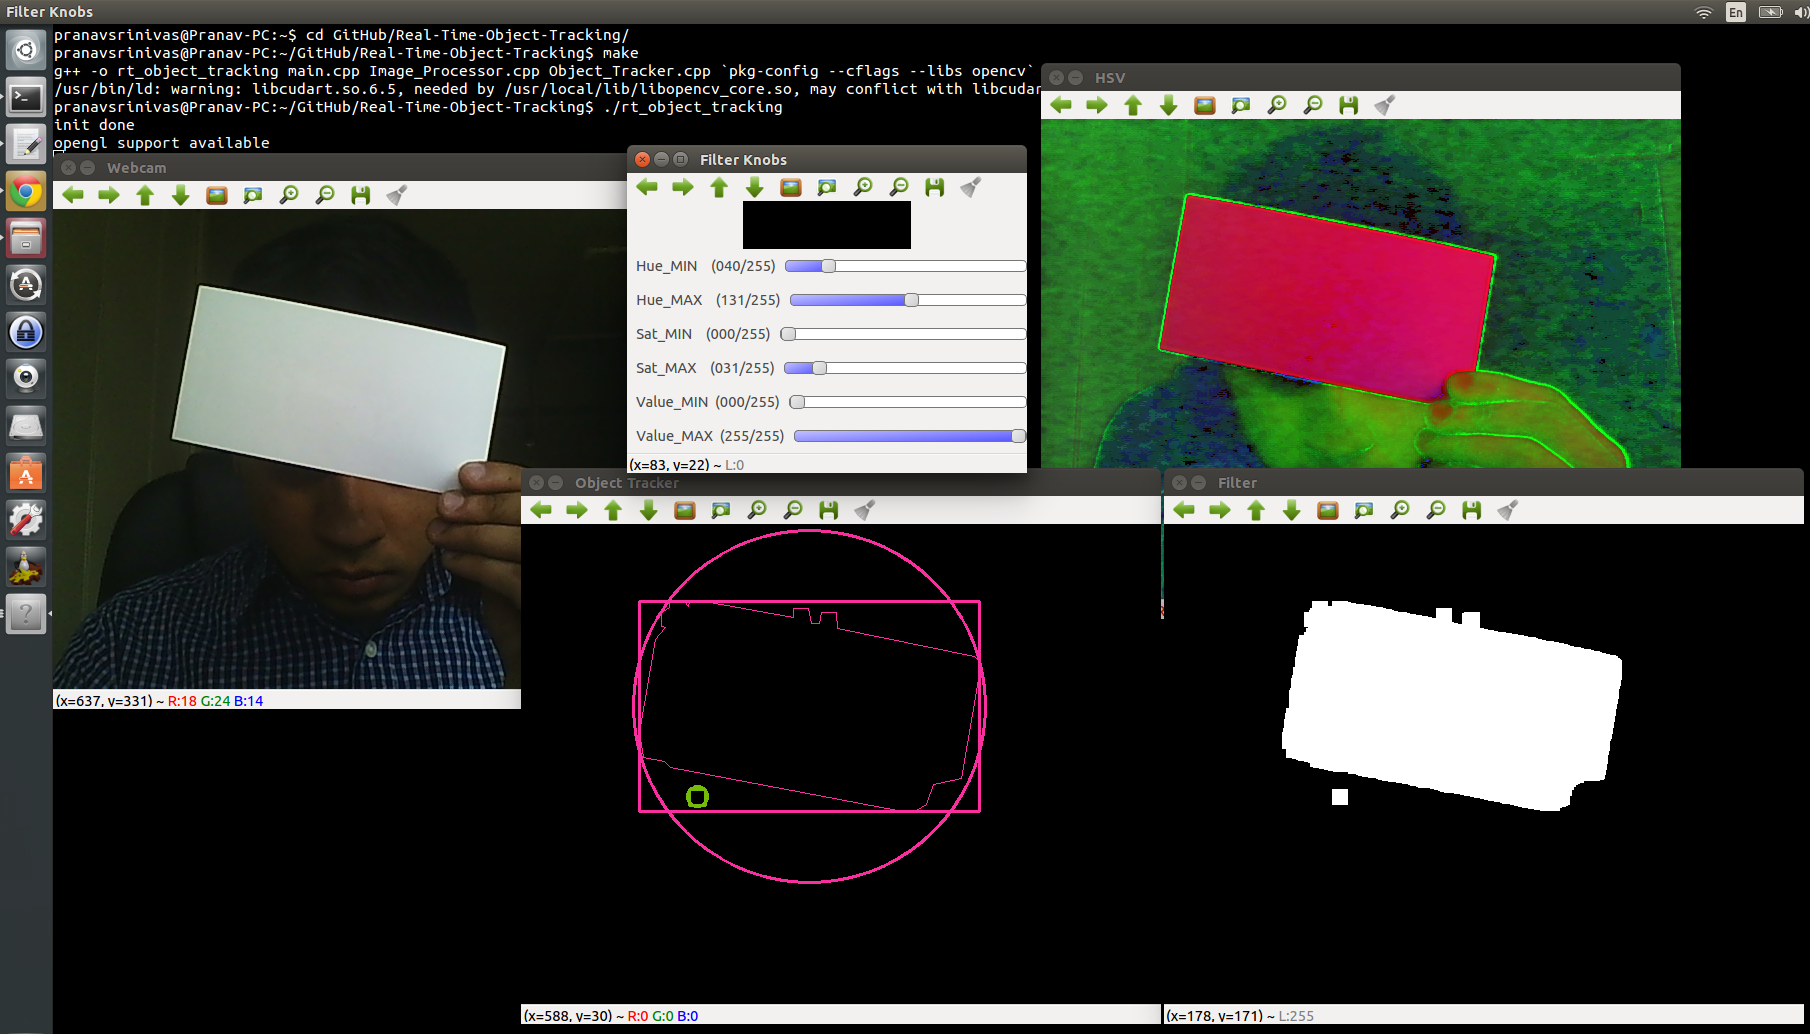 Filter Knobs
En
pranavsrinivas@Pranav-PC:~$ cd GitHub/Real-Time-Object-Tracking/
pranavsrinivas@Pranav-PC:~/GitHub/Real-Time-Object-Tracking$ make
g++ -o rt_object_tracking main.cpp Image_Processor.cpp Object_Tracker.cpp `pkg-config --cflags --libs opencv`
/usr/bin/ld: warning: libcudart.so.6.5, needed by /usr/local/lib/libopencv_core.so, may conflict with libcudar
pranavsrinivas@Pranav-PC:~/GitHub/Real-Time-Object-Tracking$ ./rt_object_tracking
init done
opengl support available
HSV
Webcam
Filter Knobs
Hue_MIN (040/255)
Hue_MAX (131/255)
Sat_MIN (000/255)
Sat_MAX (031/255)
Value_MIN (000/255)
Value_MAX (255/255)
(x=83, y=22) ~ L:0
Object Tracker
Filter
(x=637, y=331) ~ R:18 G:24 B:14
(x=588, y=30) ~ R:0 G:0 B:0
(x=178, y=171) ~ L:255